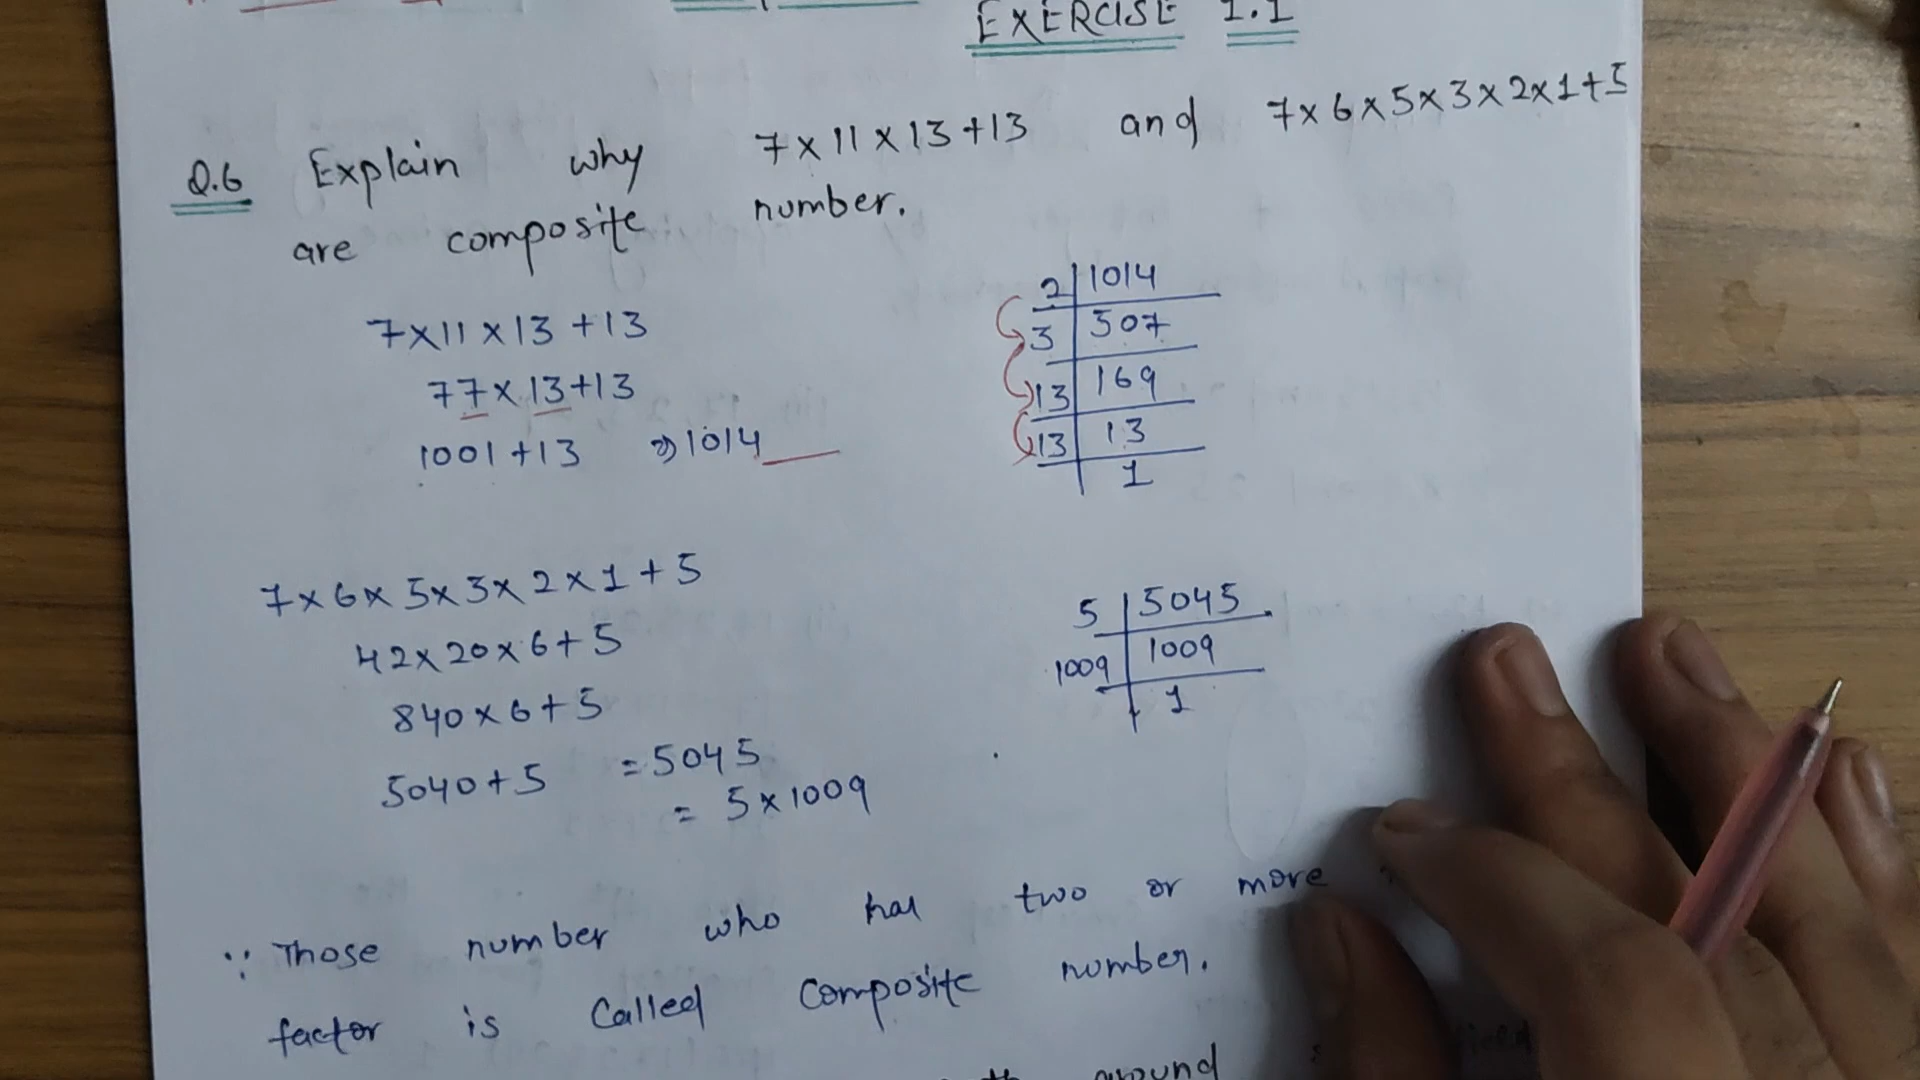 EXERCISE 1.1
Q.6 Explain why 7×11×13+13 and 7×6×5×3×2×1+5
are composite number.
7×11×13+13
77×13+13
1001+13 ⇒1014
2 | 1014
3 | 507
13 | 169
13 | 13
1
7×6×5×3×2×1+5
42×20×6+5
840×6+5
5040+5 =5045
= 5×1009
5 | 5045
1009 | 1009
1
∵ Those number who has two or more
factor is called composite number.
around